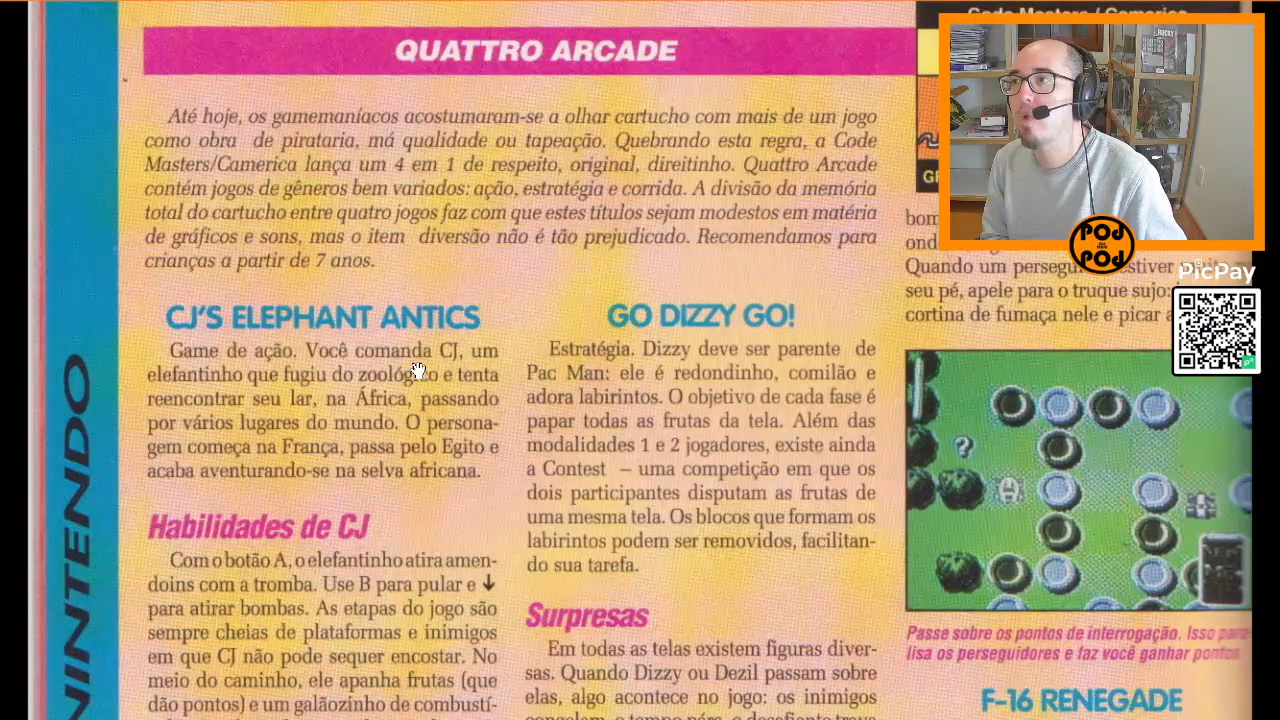 QUATTRO ARCADE
Até hoje, os gamemaníacos acostumaram-se a olhar cartucho com mais de um jogo
como obra de pirataria, má qualidade ou tapeação. Quebrando esta regra, a Code
Masters/Camerica lança um 4 em 1 de respeito, original, direitinho. Quattro Arcade
contém jogos de gêneros bem variados: ação, estratégia e corrida. A divisão da memória
total do cartucho entre quatro jogos faz com que estes títulos sejam modestos em matéria
de gráficos e sons, mas o item diversão não é tão prejudicado. Recomendamos para
crianças a partir de 7 anos.
CJ'S ELEPHANT ANTICS
Game de ação. Você comanda CJ, um
elefantinho que fugiu do zoológico e tenta
reencontrar seu lar, na África, passando
por vários lugares do mundo. O persona-
gem começa na França, passa pelo Egito e
acaba aventurando-se na selva africana.
Habilidades de CJ
Com o botão A, o elefantinho atira amen-
doins com a tromba. Use B para pular e ↓
para atirar bombas. As etapas do jogo são
sempre cheias de plataformas e inimigos
em que CJ não pode sequer encostar. No
meio do caminho, ele apanha frutas (que
dão pontos) e um galãozinho de combustí-
GO DIZZY GO!
Estratégia. Dizzy deve ser parente de
Pac Man: ele é redondinho, comilão e
adora labirintos. O objetivo de cada fase é
papar todas as frutas da tela. Além das
modalidades 1 e 2 jogadores, existe ainda
a Contest – uma competição em que os
dois participantes disputam as frutas de
uma mesma tela. Os blocos que formam os
labirintos podem ser removidos, facilitan-
do sua tarefa.
Surpresas
Em todas as telas existem figuras diver-
sas. Quando Dizzy ou Dezil passam sobre
elas, algo acontece no jogo: os inimigos
congelam, o tempo pára, o desafiante trava
Code Masters / Camerica
Quando um
seu pé, apele para o truque sujo:
cortina de fumaça nele e picar a
Passe sobre os pontos de interrogação. Isso
lisa os perseguidores e faz você ganhar pontos
F-16 RENEGADE
NINTENDO
POD
POD
PicPay